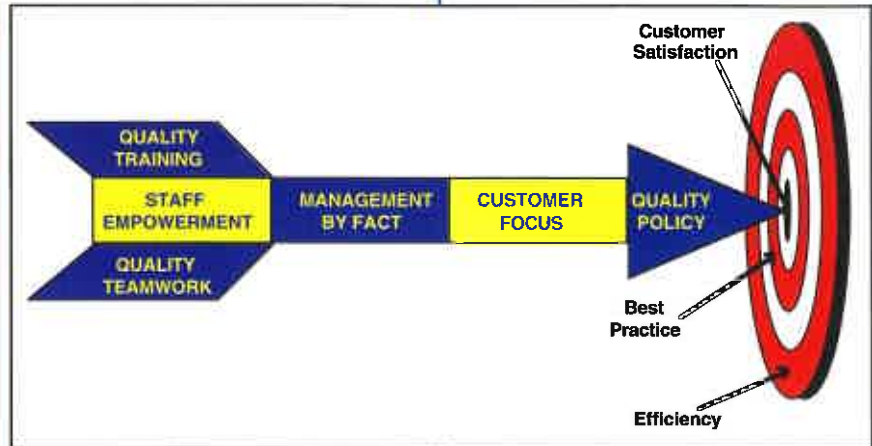 Customer
Satisfaction
QUALITY
TRAINING
STAFF
EMPOWERMENT
MANAGEMENT
BY FACT
CUSTOMER
FOCUS
QUALITY
POLICY
QUALITY
TEAMWORK
Best
Practice
Efficiency